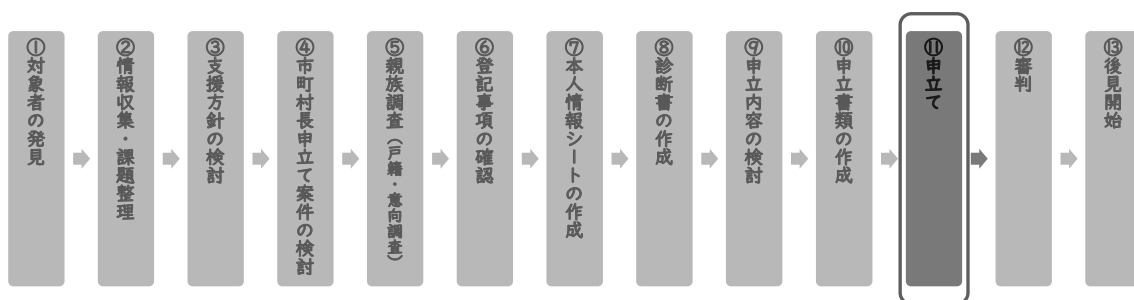 ①対象者の発見
②情報収集・課題整理
③支援方針の検討
④市町村長申立て案件の検討
⑤親族調査(戸籍・意向調査)
⑥登記事項の確認
⑦本人情報シートの作成
⑧診断書の作成
⑨申立内容の検討
⑩申立書類の作成
⑪申立て
⑫審判
⑬後見開始